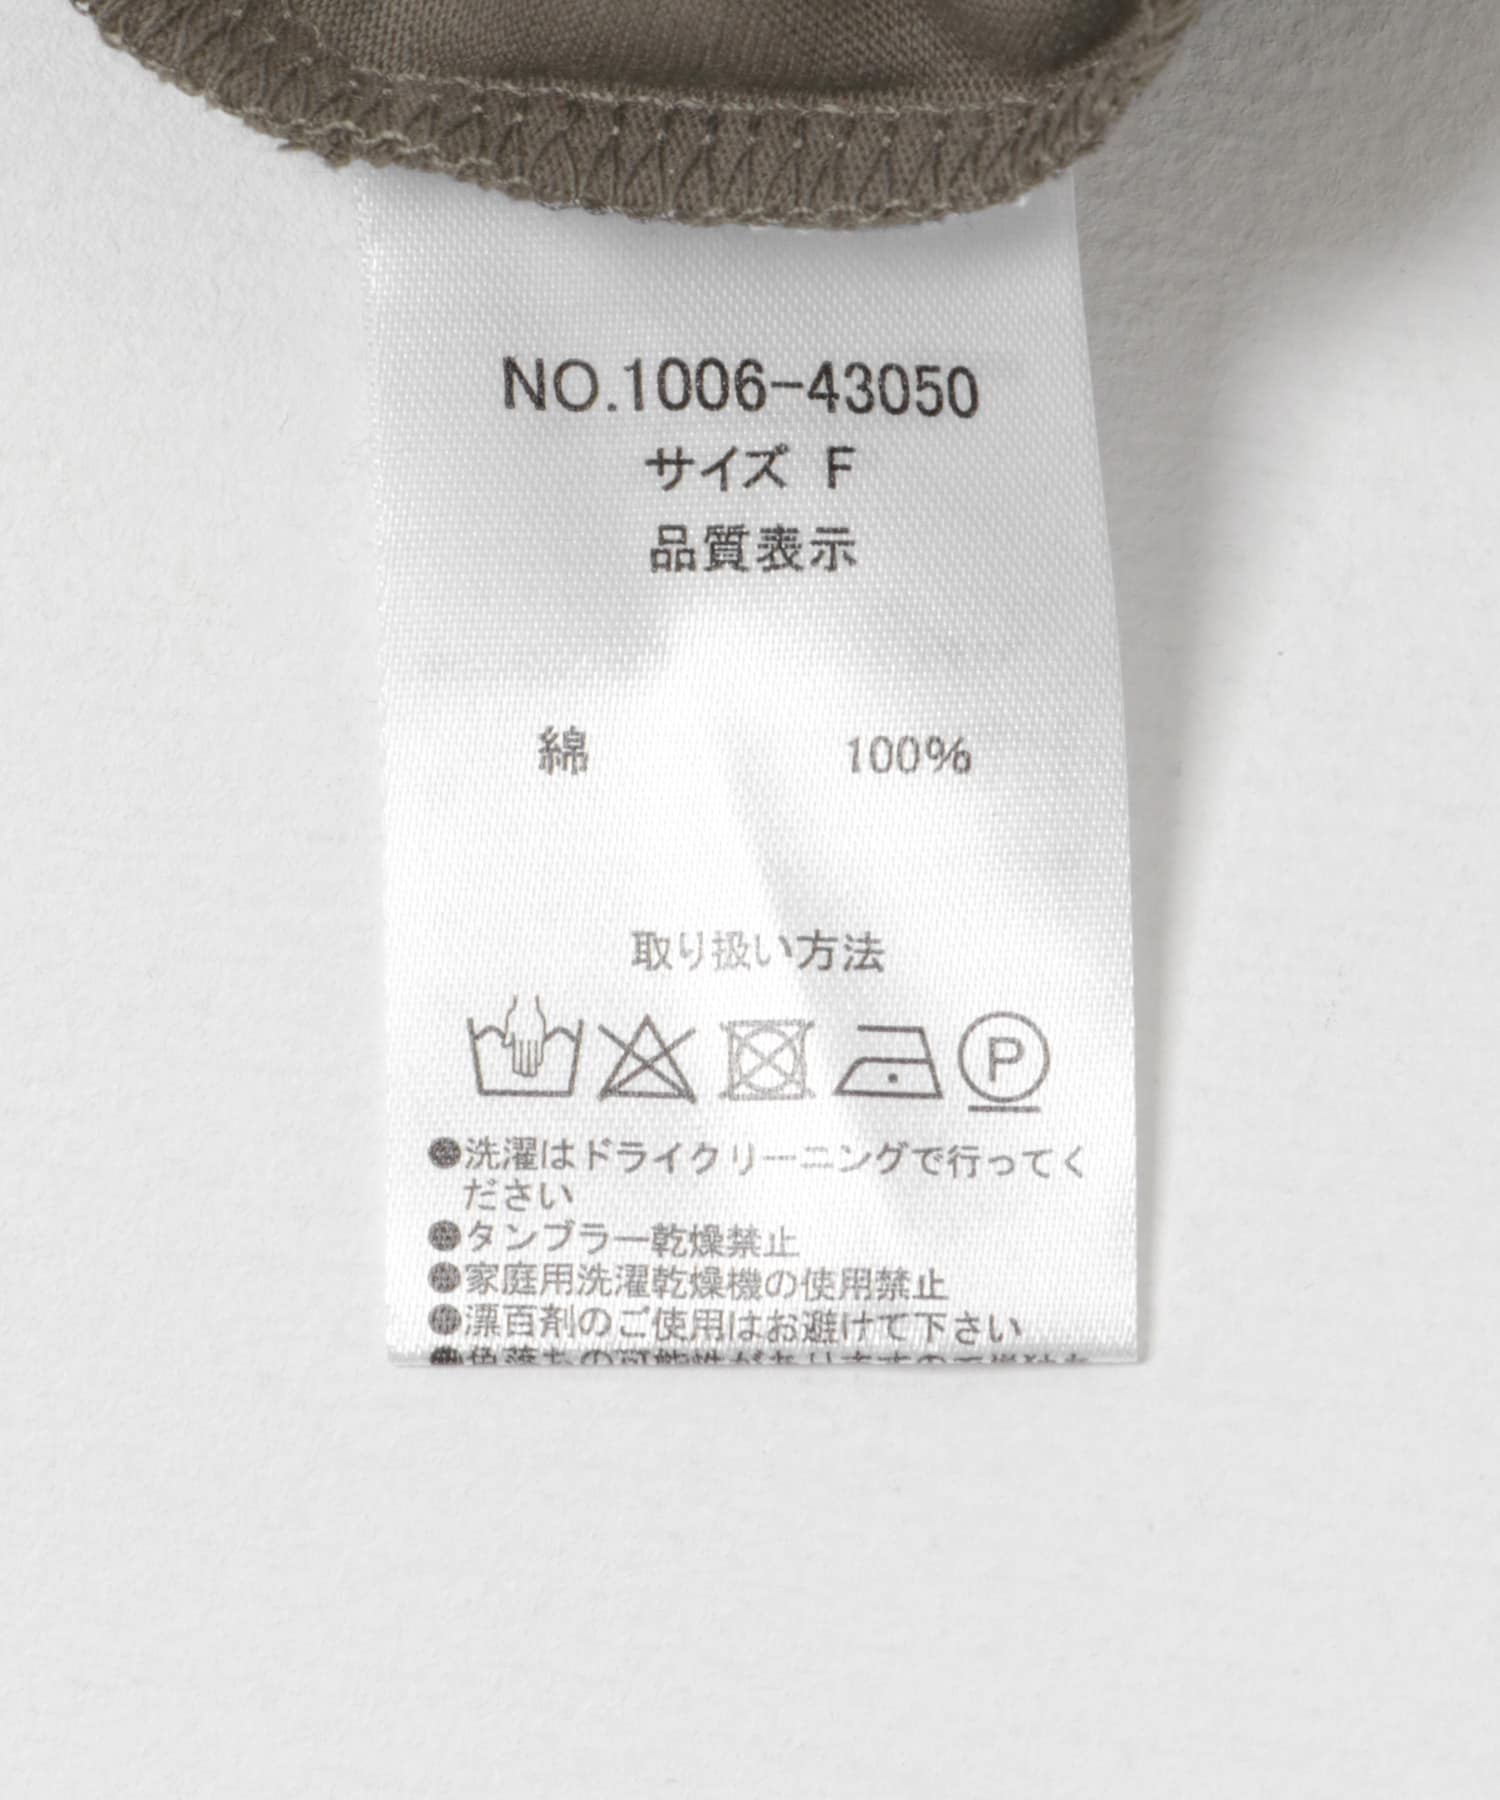 NO.1006-43050
サイズ F
品質表示
綿 100%
取り扱い方法
P
●洗濯はドライクリーニングで行ってく
ださい
●タンブラー乾燥禁止
●家庭用洗濯乾燥機の使用禁止
●漂百剤のご使用はお避けて下さい